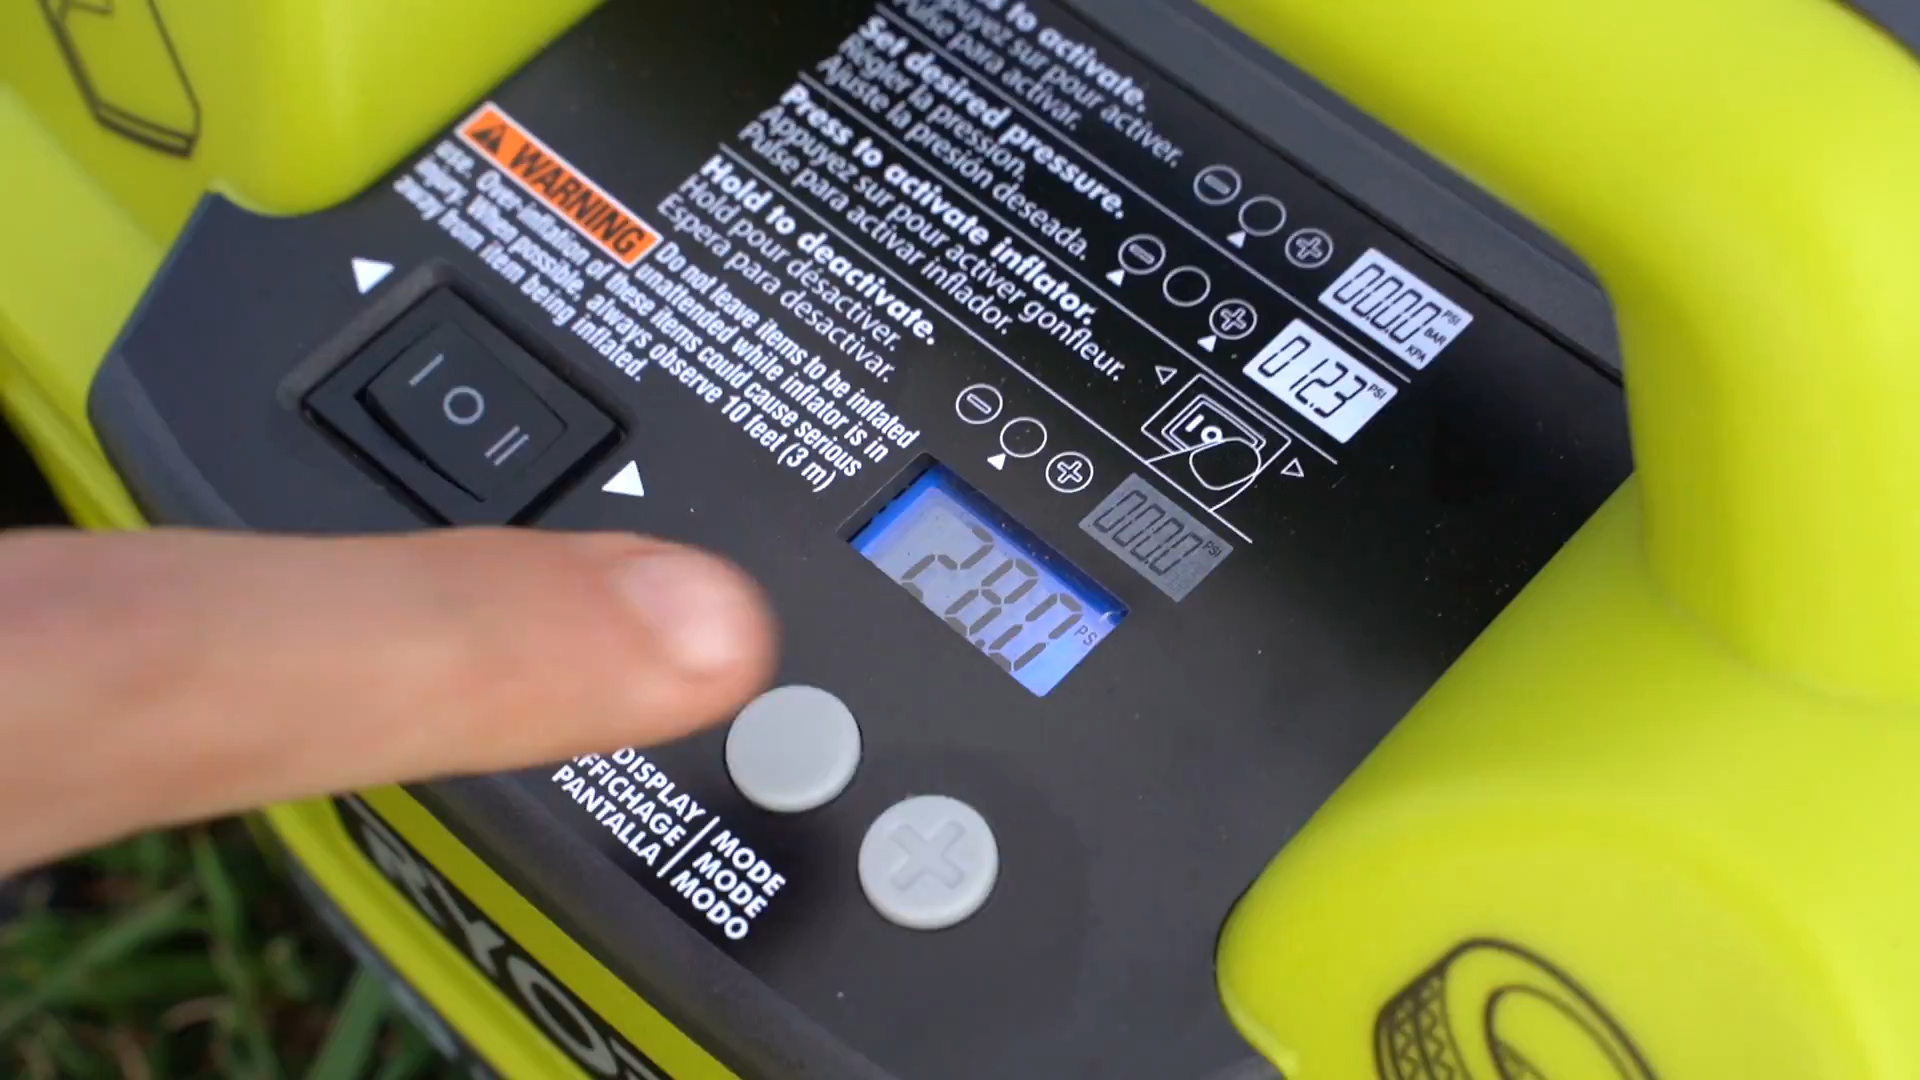 to activate.
Appuyez sur pour activer.
Pulse para activar.
Set desired pressure.
Régler la pression.
Ajuste la presión deseada.
Press to activate inflator.
Appuyez sur pour activer gonfleur.
Pulse para activar inflador.
Hold to deactivate.
Hold pour désactiver.
Espera para desactivar.
000.0 PSI BAR KPA
012.3 PSI
000.0 PSI
WARNING Do not leave items to be inflated
unattended while inflator is in
use. Over-inflation of these items could cause serious
injury. When possible, always observe 10 feet (3 m)
away from item being inflated.
I O II
I O
28.0 PSI
DISPLAY | MODE
AFFICHAGE | MODE
PANTALLA | MODO
RYOBI